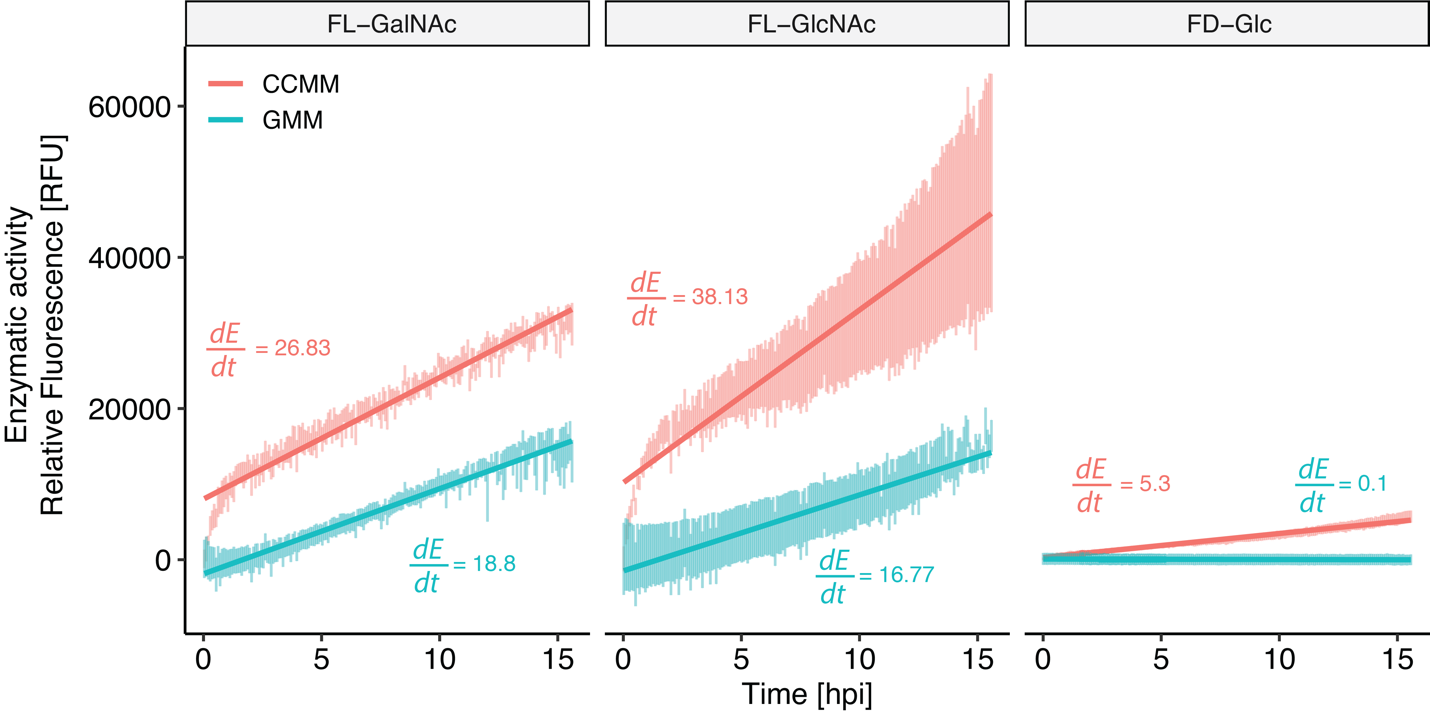 FL−GalNAc
FL−GlcNAc
FD−Glc
CCMM
GMM
Enzymatic activity
Relative Fluorescence [RFU]
60000
40000
20000
0
dE
dt
= 26.83
dE
dt
= 18.8
dE
dt
= 38.13
dE
dt
= 16.77
dE
dt
= 5.3
dE
dt
= 0.1
0 5 10 15
0 5 10 15
0 5 10 15
Time [hpi]